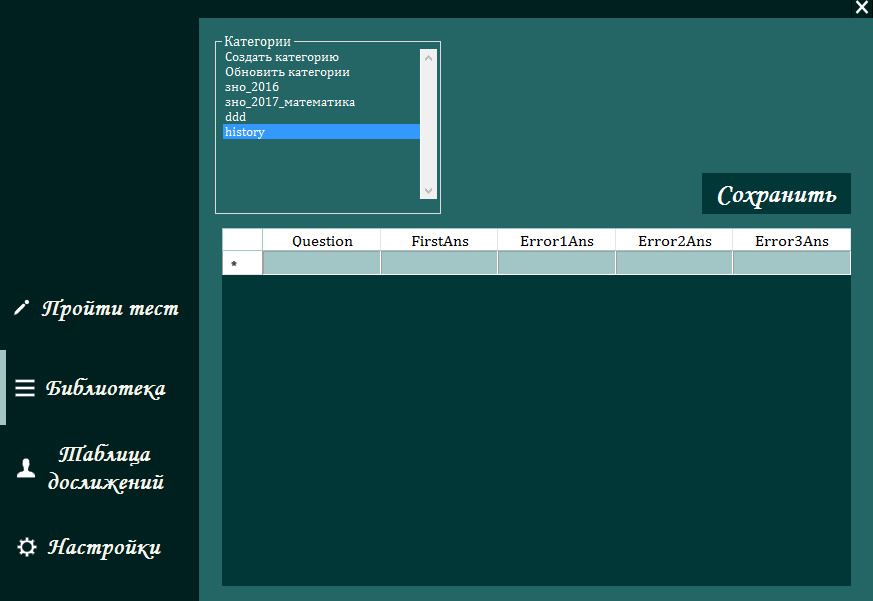 Категории
Создать категорию
Обновить категории
зно_2016
зно_2017_математика
ddd
history
Сохранить
Question FirstAns Error1Ans Error2Ans Error3Ans
*
Пройти тест
Библиотека
Таблица
дослижений
Настройки